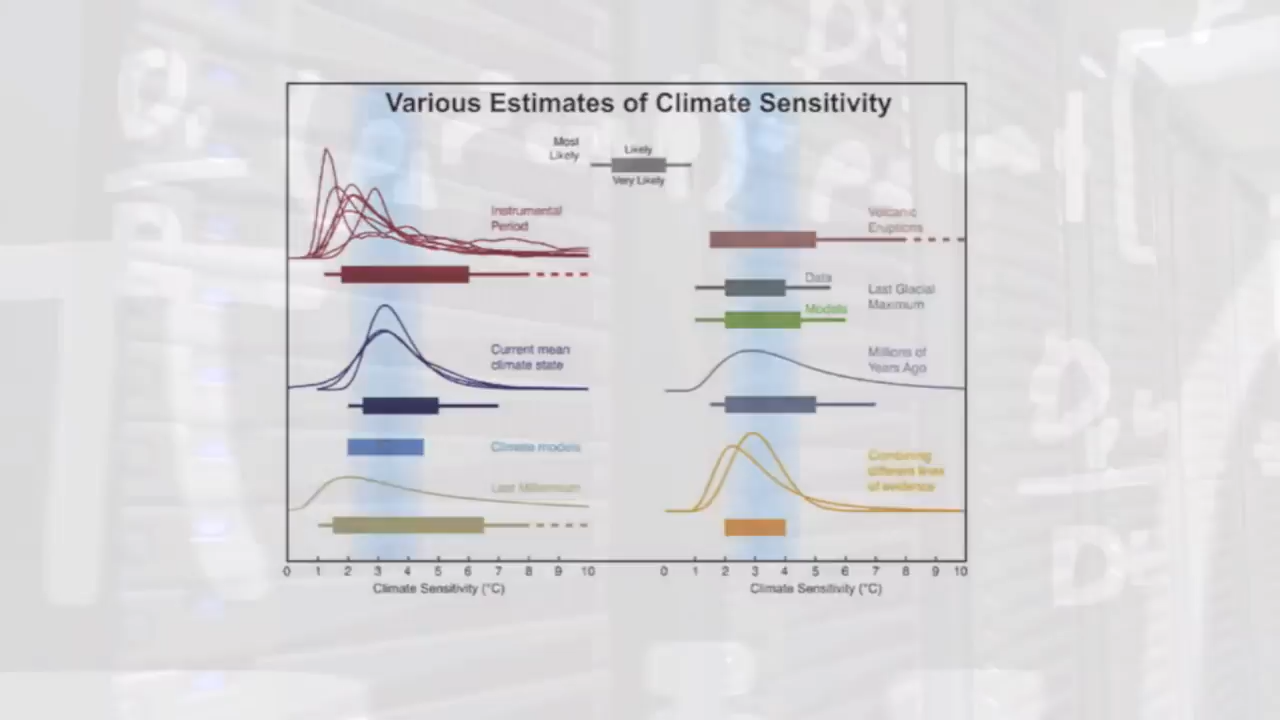 Various Estimates of Climate Sensitivity
Most
Likely
Likely
Very Likely
Instrumental
Period
Current mean
climate state
Climate models
Last Millennium
Volcanic
Eruptions
Data
Models
Last Glacial
Maximum
Millions of
Years Ago
Combining
different lines
of evidence
0 1 2 3 4 5 6 7 8 9 10
Climate Sensitivity (°C)
0 1 2 3 4 5 6 7 8 9 10
Climate Sensitivity (°C)